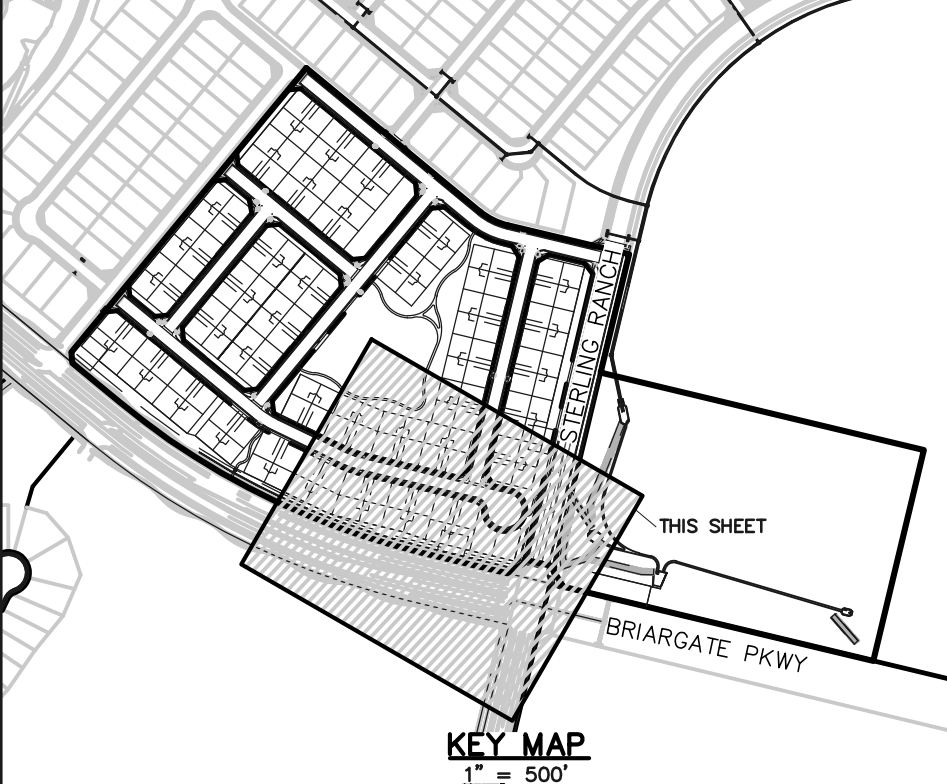 STERLING RANCH
THIS SHEET
BRIARGATE PKWY
KEY MAP
1" = 500'